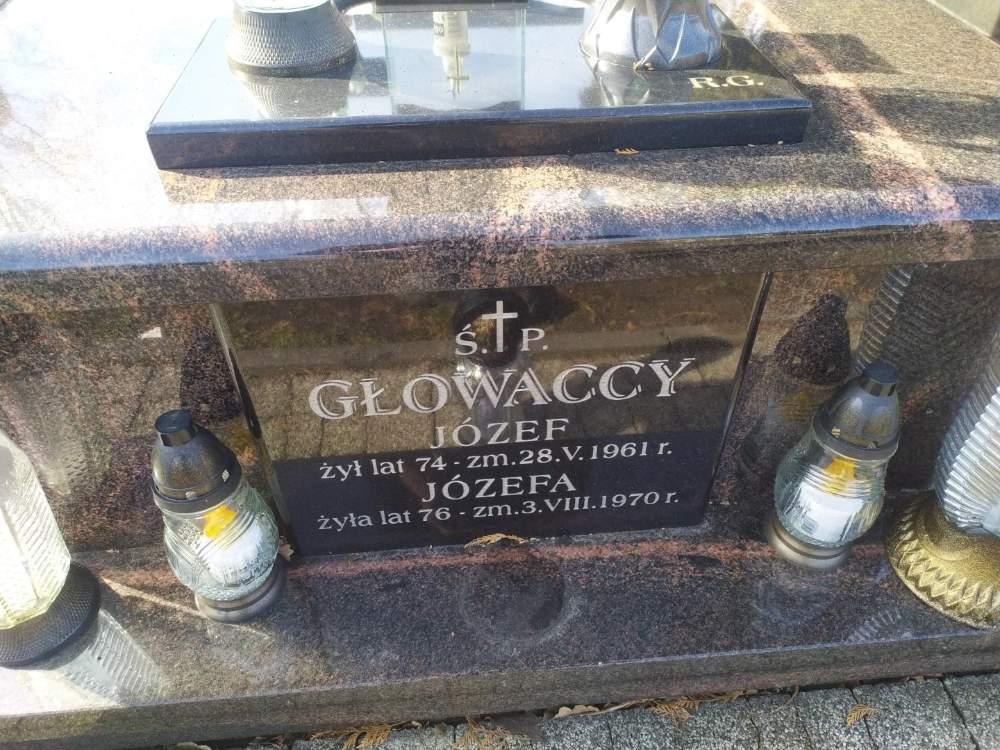 R.G.
Ś. P.
GŁOWACCY
JÓZEF
żył lat 74 - zm. 28.V.1961 r.
JÓZEFA
żyła lat 76 - zm. 3.VIII.1970 r.